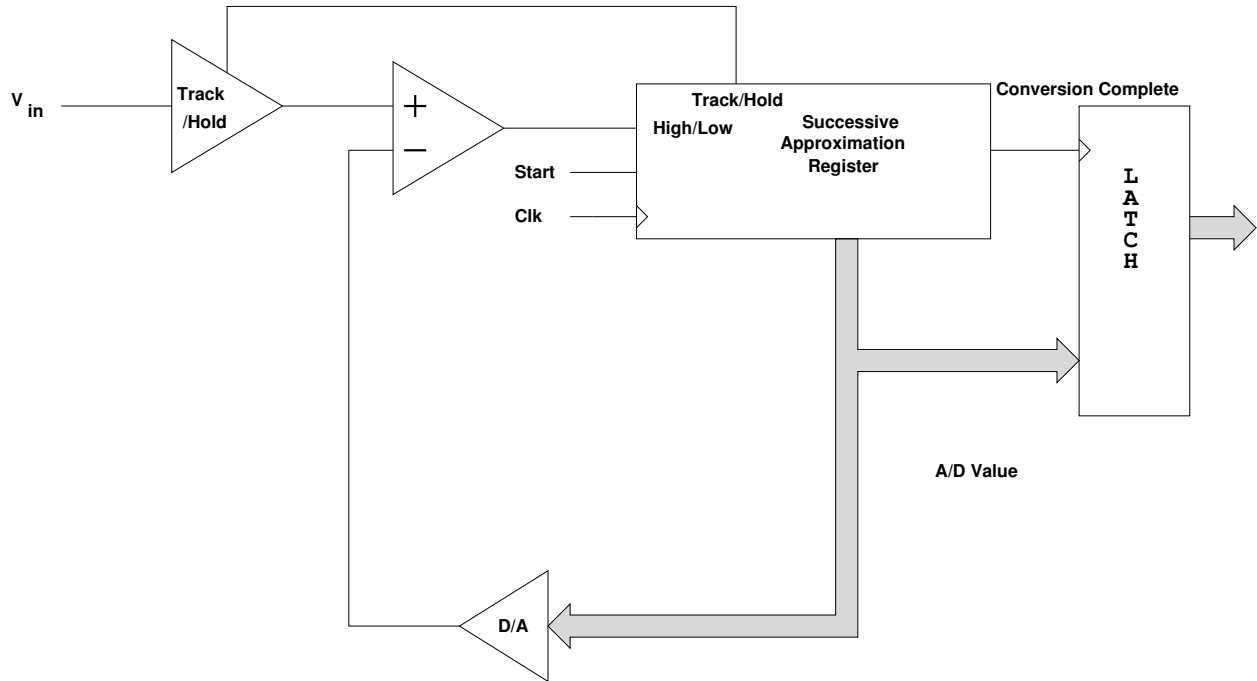 V in
Track
/Hold
+
−
Track/Hold
High/Low
Successive
Approximation
Register
Start
Clk
Conversion Complete
L
A
T
C
H
A/D Value
D/A